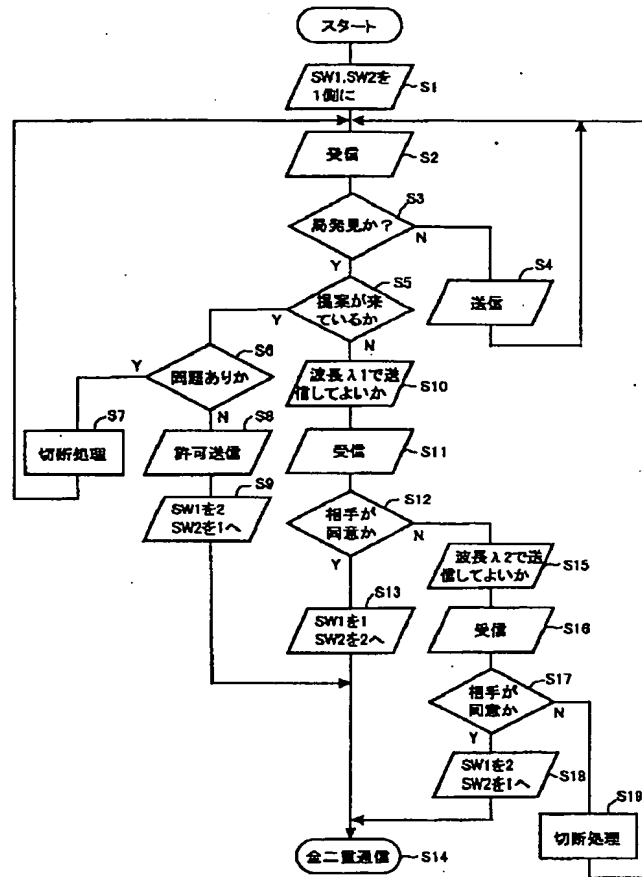 スタート
SW1,SW2を
1側に
S1
受信
S2
局発見か?
S3
Y
N
S4
送信
提案が来
ているか
S5
Y
N
問題ありか
S6
Y
N
S7
切断処理
S8
許可送信
S9
SW1を2
SW2を1へ
波長λ1で送
信してよいか
S10
受信
S11
相手が
同意か
S12
Y
N
S13
SW1を1
SW2を2へ
波長λ2で送
信してよいか
S15
受信
S16
相手が
同意か
S17
Y
N
SW1を2
SW2を1へ
S18
S19
切断処理
全二重通信
S14